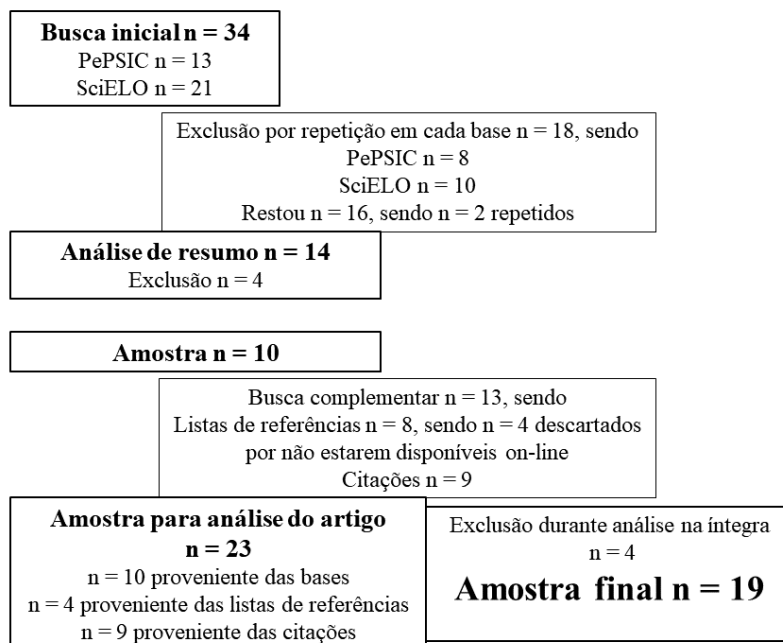 Busca inicial n = 34
PePSIC n = 13
SciELO n = 21
Exclusão por repetição em cada base n = 18, sendo
PePSIC n = 8
SciELO n = 10
Restou n = 16, sendo n = 2 repetidos
Análise de resumo n = 14
Exclusão n = 4
Amostra n = 10
Busca complementar n = 13, sendo
Listas de referências n = 8, sendo n = 4 descartados
por não estarem disponíveis on-line
Citações n = 9
Amostra para análise do artigo
n = 23
n = 10 proveniente das bases
n = 4 proveniente das listas de referências
n = 9 proveniente das citações
Exclusão durante análise na íntegra
n = 4
Amostra final n = 19